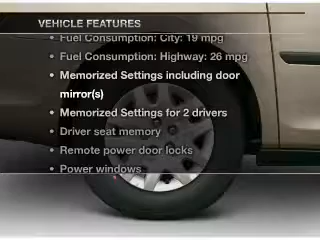 VEHICLE FEATURES
• Fuel Consumption: City: 19 mpg
• Fuel Consumption: Highway: 26 mpg
• Memorized Settings including door
mirror(s)
• Memorized Settings for 2 drivers
• Driver seat memory
• Remote power door locks
• Power windows